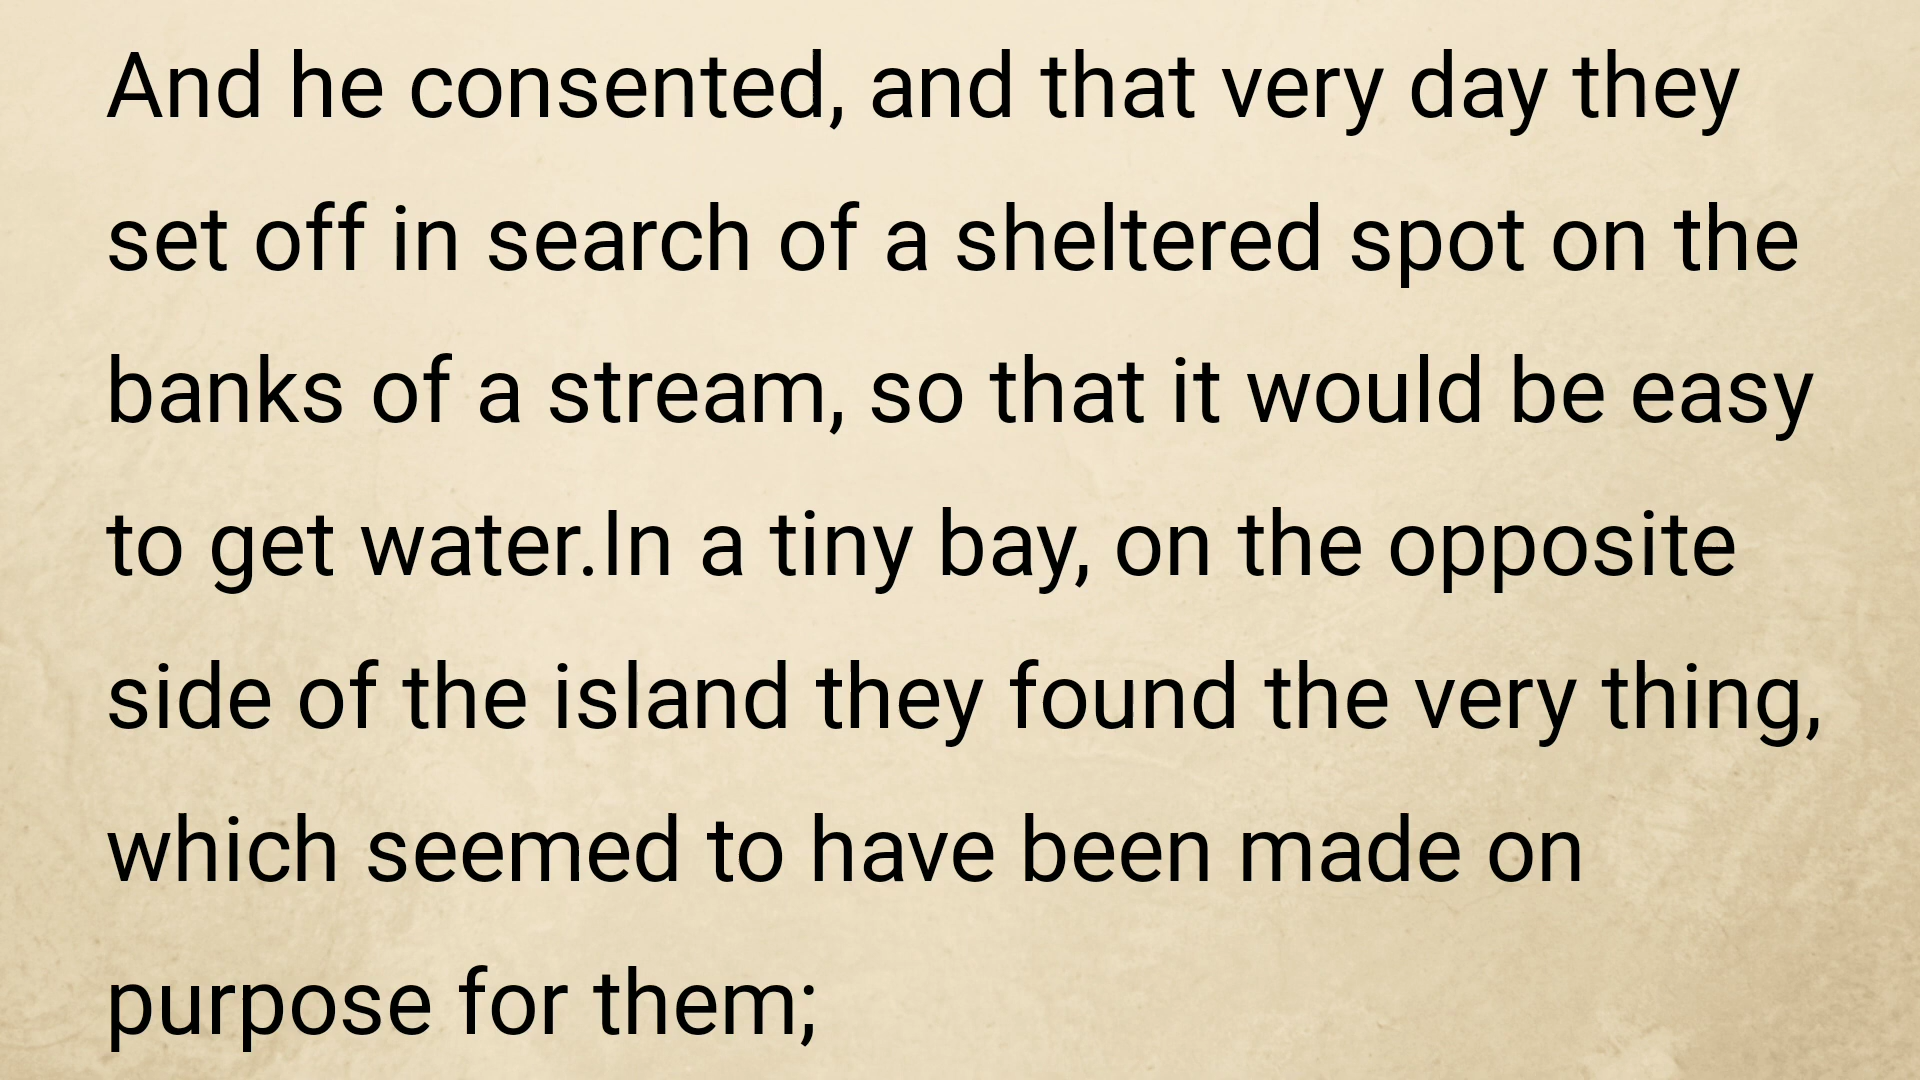 And he consented, and that very day they
set off in search of a sheltered spot on the
banks of a stream, so that it would be easy
to get water.In a tiny bay, on the opposite
side of the island they found the very thing,
which seemed to have been made on
purpose for them;